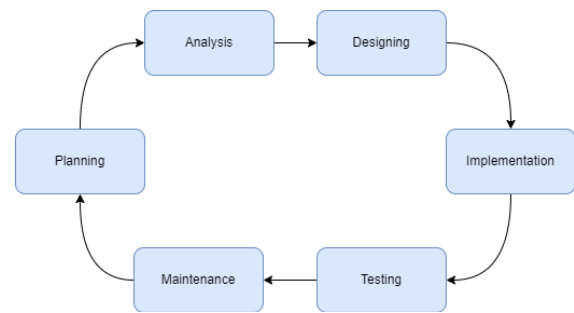 Analysis
Designing
Planning
Implementation
Maintenance
Testing